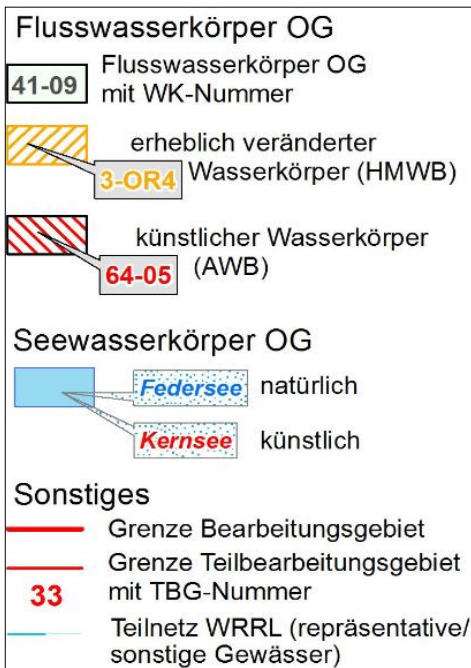 Flusswasserkörper OG
41-09
Flusswasserkörper OG
mit WK-Nummer
3-OR4
erheblich veränderter
Wasserkörper (HMWB)
64-05
künstlicher Wasserkörper
(AWB)
Seewasserkörper OG
Federsee natürlich
Kernsee künstlich
Sonstiges
Grenze Bearbeitungsgebiet
Grenze Teilbearbeitungsgebiet
33 mit TBG-Nummer
Teilnetz WRRL (repräsentative/
sonstige Gewässer)